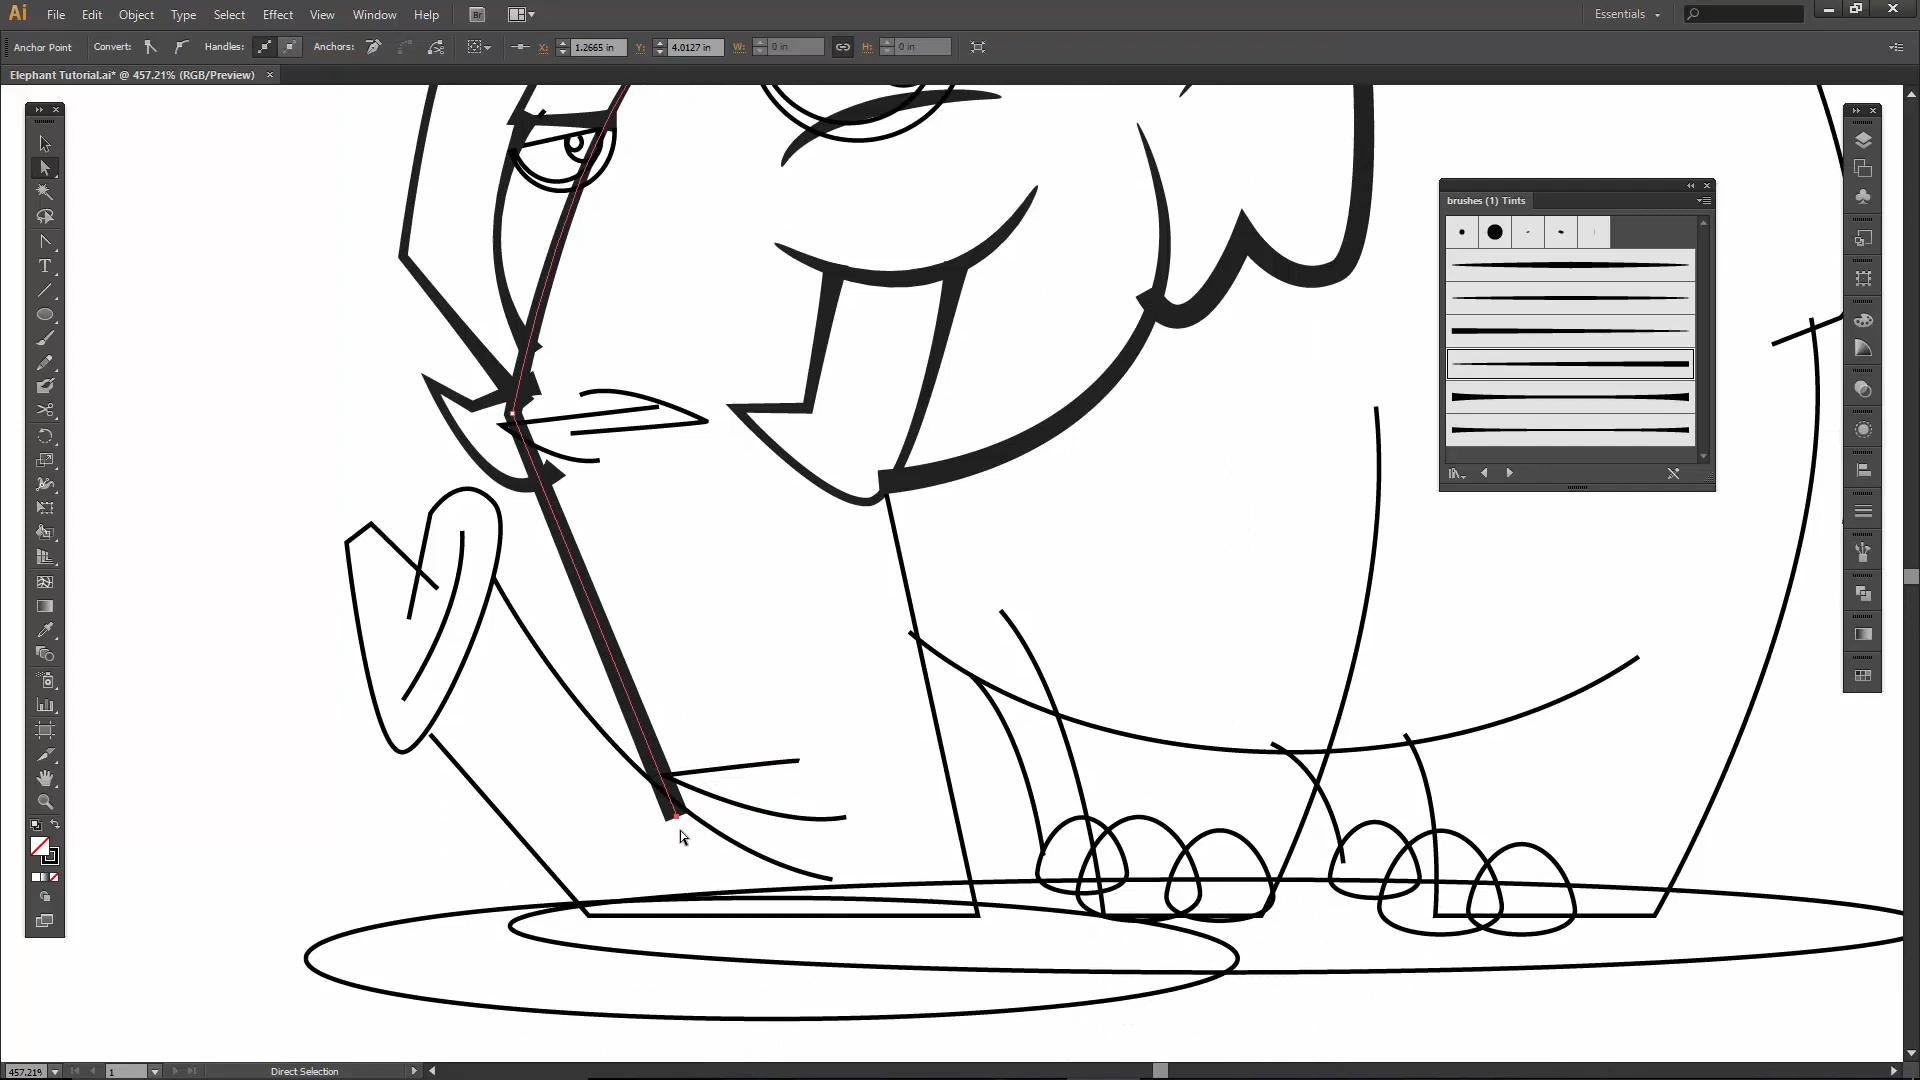 Ai File Edit Object Type Select Effect View Window Help Br Essentials
Anchor Point Convert: Handles: Anchors: X: 1.2665 in Y: 4.0127 in W: 0 in H: 0 in
Elephant Tutorial.ai* @ 457.21% (RGB/Preview)
brushes (1) Tints
T
457.21% 1 Direct Selection